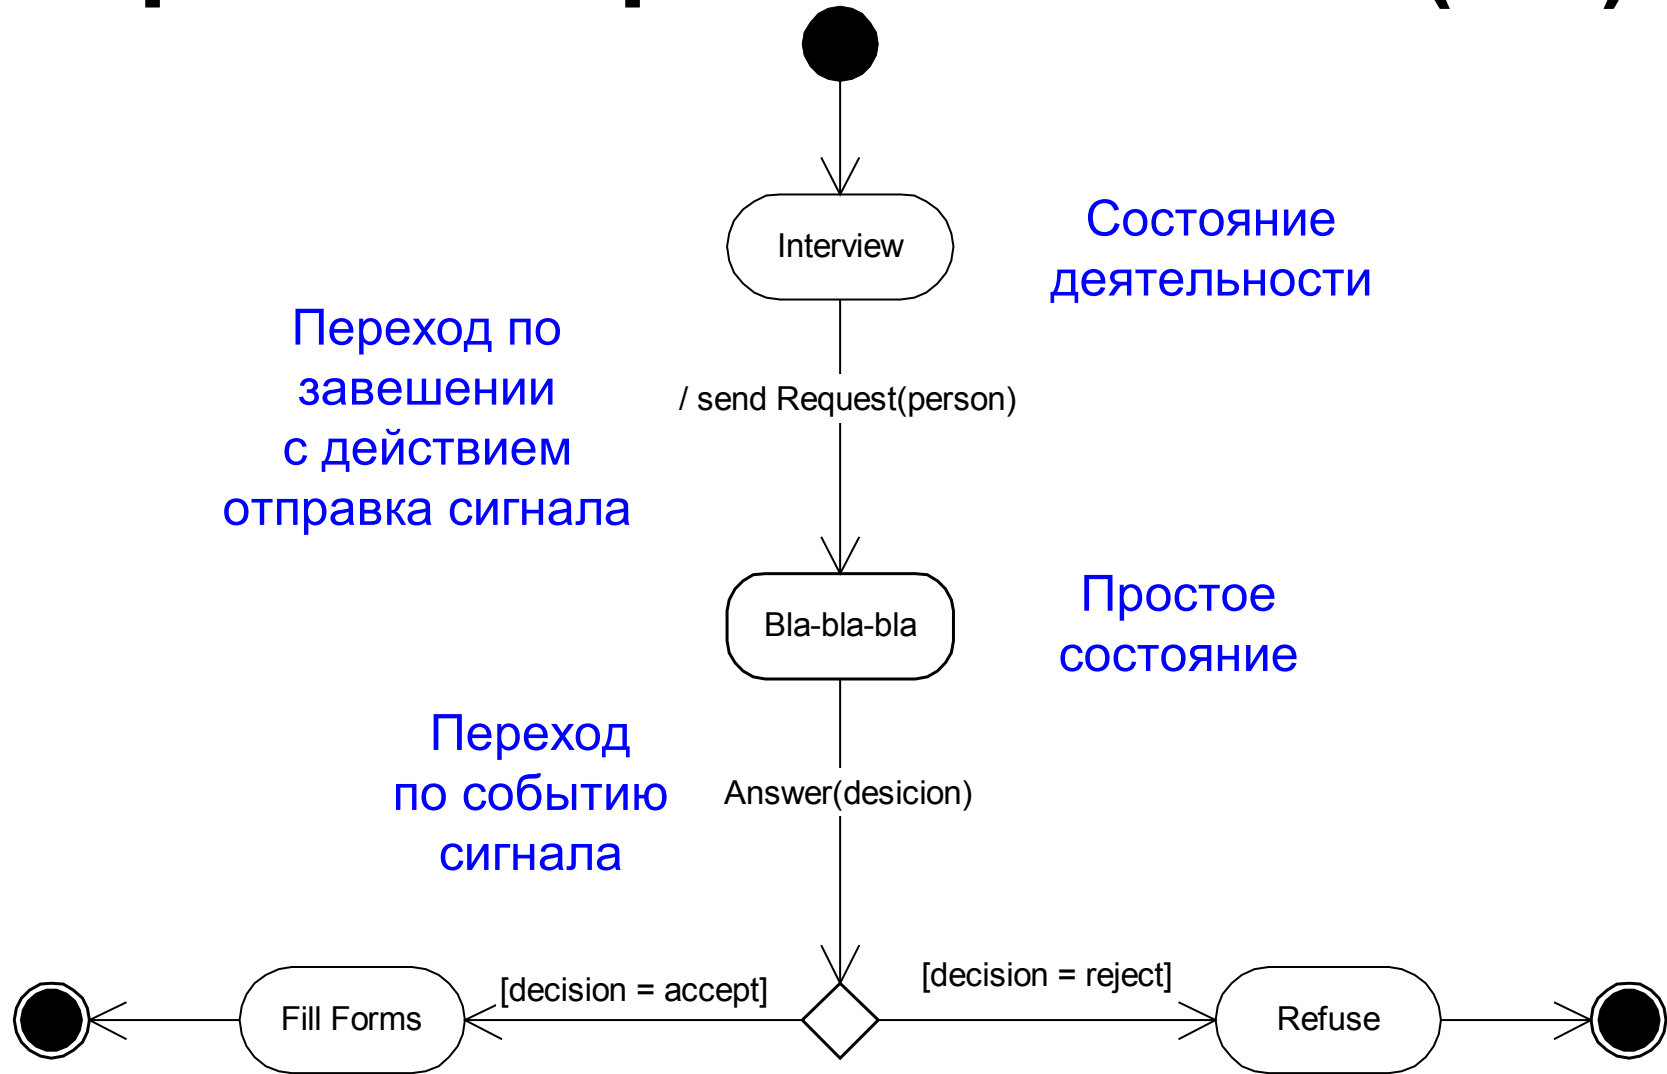 Interview
Состояние
деятельности
Переход по
завешении
с действием
отправка сигнала
/ send Request(person)
Bla-bla-bla
Простое
состояние
Переход
по событию
сигнала
Answer(desicion)
[decision = accept]
[decision = reject]
Fill Forms
Refuse